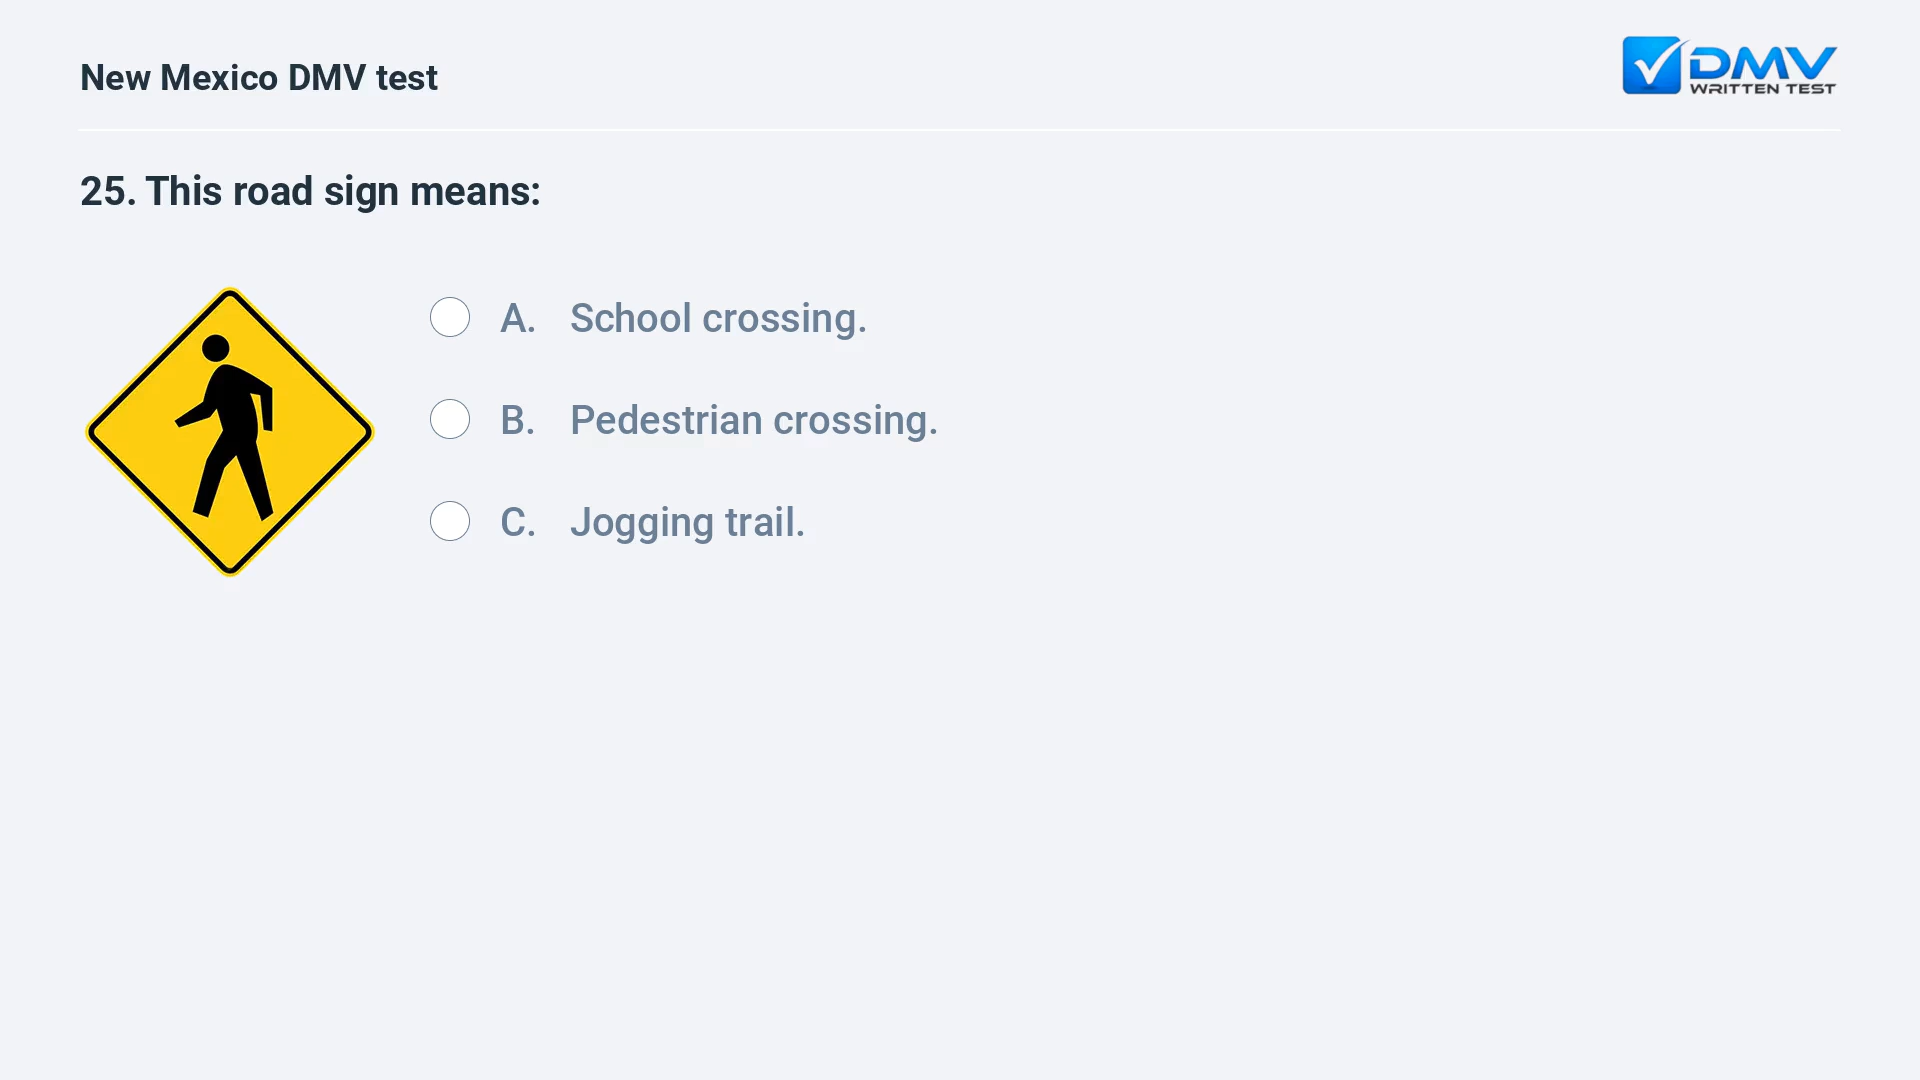 New Mexico DMV test
DMV
WRITTEN TEST
25. This road sign means:
A. School crossing.
B. Pedestrian crossing.
C. Jogging trail.